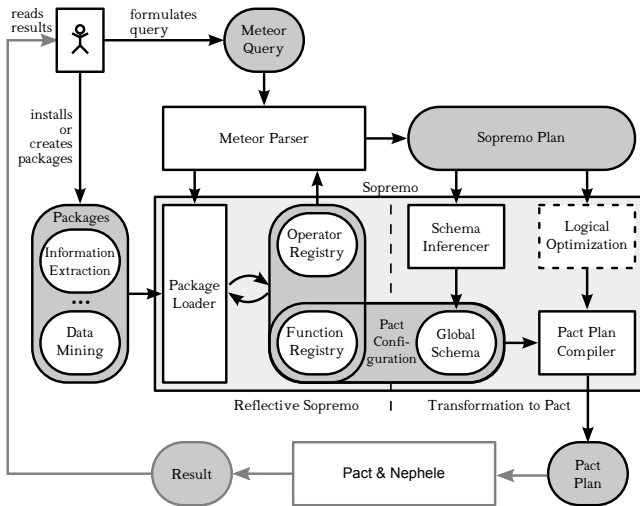 reads
results
formulates
query
Meteor
Query
installs
or
creates
packages
Meteor Parser
Sopremo Plan
Sopremo
Packages
Information
Extraction
...
Data
Mining
Package
Loader
Operator
Registry
Function
Registry
Pact
Confi-
guration
Schema
Inferencer
Global
Schema
Logical
Optimization
Pact Plan
Compiler
Reflective Sopremo
Transformation to Pact
Result
Pact & Nephele
Pact
Plan